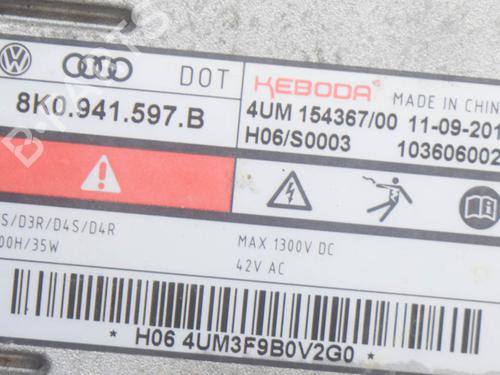 DOT
KEBODA
MADE IN CHIN
8K0.941.597.B
4UM 154367/00 11-09-201
H06/S0003 103606002
S/D3R/D4S/D4R
00H/35W
MAX 1300V DC
42V AC
* H06 4UM3F9B0V2G0 *